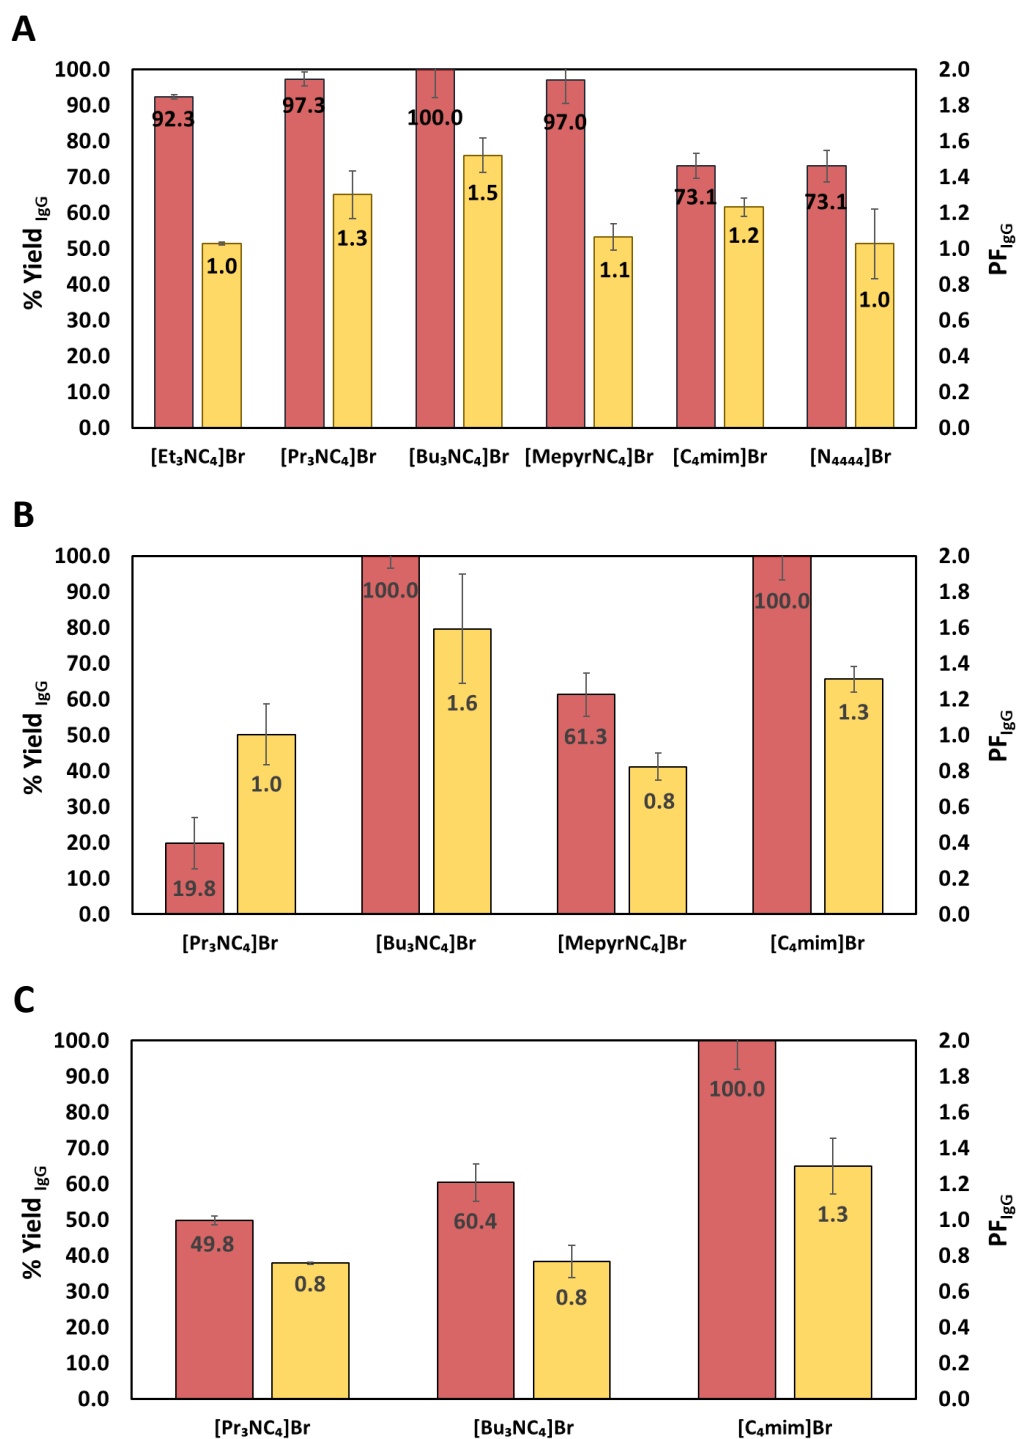 A
100.0 90.0 80.0 70.0 60.0 50.0 40.0 30.0 20.0 10.0 0.0
% Yield IgG
92.3 97.3 100.0 97.0 73.1 73.1
1.0 1.3 1.5 1.1 1.2 1.0
2.0 1.8 1.6 1.4 1.2 1.0 0.8 0.6 0.4 0.2 0.0
PFIgG
[Et₃NC₄]Br [Pr₃NC₄]Br [Bu₃NC₄]Br [MepyrNC₄]Br [C₄mim]Br [N₄₄₄₄]Br
B
100.0 90.0 80.0 70.0 60.0 50.0 40.0 30.0 20.0 10.0 0.0
% Yield IgG
19.8 100.0 61.3 100.0
1.0 1.6 0.8 1.3
2.0 1.8 1.6 1.4 1.2 1.0 0.8 0.6 0.4 0.2 0.0
PFIgG
[Pr₃NC₄]Br [Bu₃NC₄]Br [MepyrNC₄]Br [C₄mim]Br
C
100.0 90.0 80.0 70.0 60.0 50.0 40.0 30.0 20.0 10.0 0.0
% Yield IgG
49.8 60.4 100.0
0.8 0.8 1.3
2.0 1.8 1.6 1.4 1.2 1.0 0.8 0.6 0.4 0.2 0.0
PFIgG
[Pr₃NC₄]Br [Bu₃NC₄]Br [C₄mim]Br